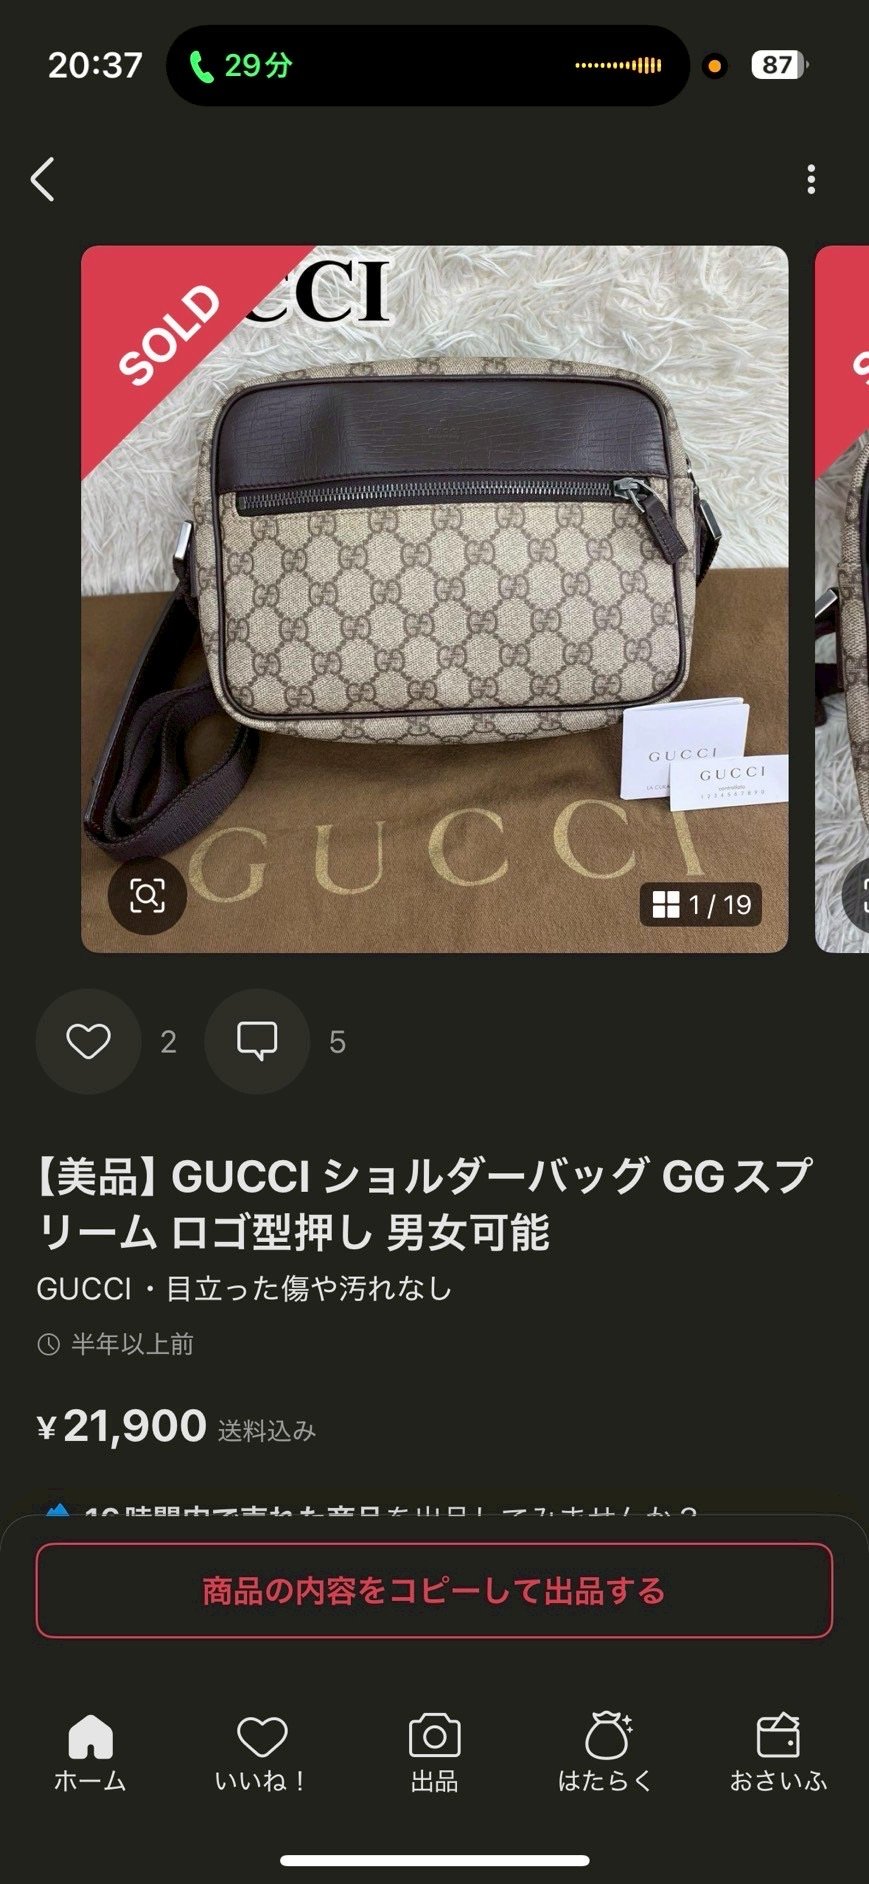 20:37
29分
87
SOLD
CCI
GUCCI
GUCCI
controllato
1234567890
GUCCI
1 / 19
2
5
【美品】GUCCI ショルダーバッグ GGスプ
リーム ロゴ型押し 男女可能
GUCCI・目立った傷や汚れなし
半年以上前
¥21,900 送料込み
商品の内容をコピーして出品する
ホーム
いいね！
出品
はたらく
おさいふ